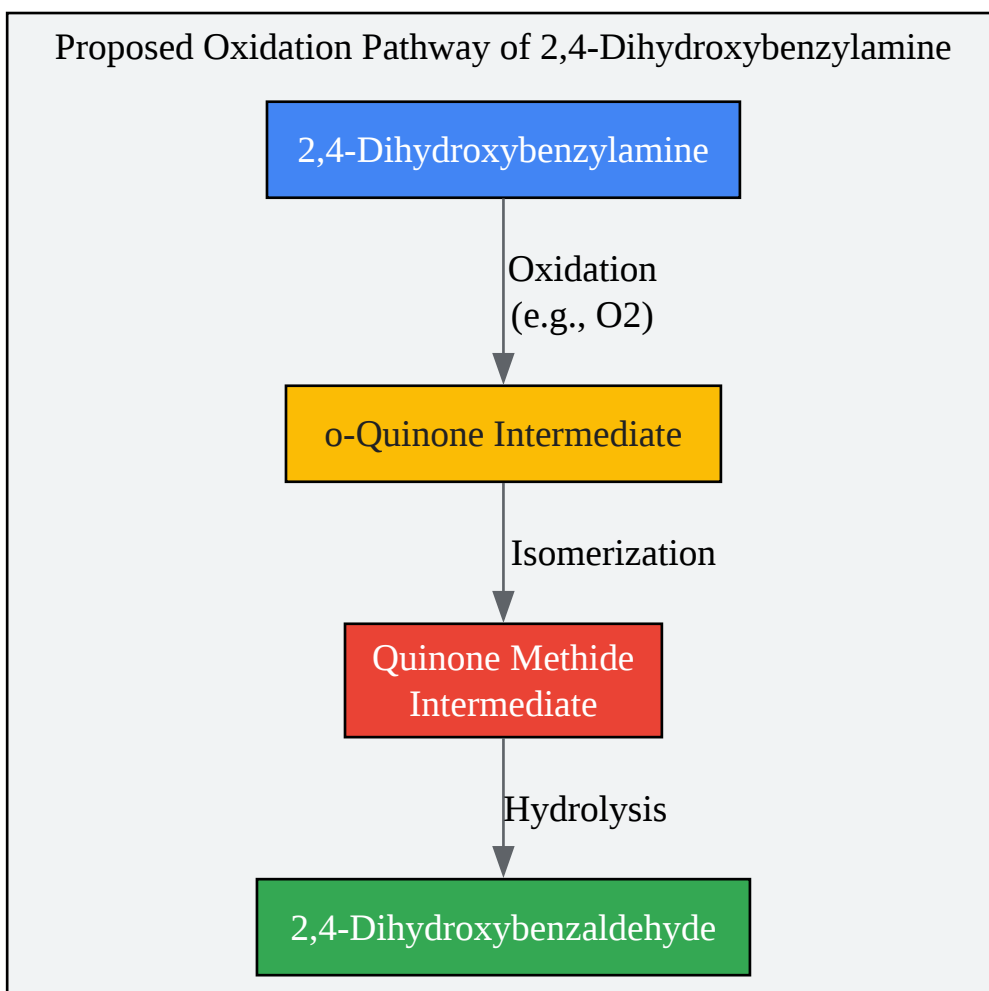 Proposed Oxidation Pathway of 2,4-Dihydroxybenzylamine
2,4-Dihydroxybenzylamine
Oxidation
(e.g., O2)
o-Quinone Intermediate
Isomerization
Quinone Methide
Intermediate
Hydrolysis
2,4-Dihydroxybenzaldehyde